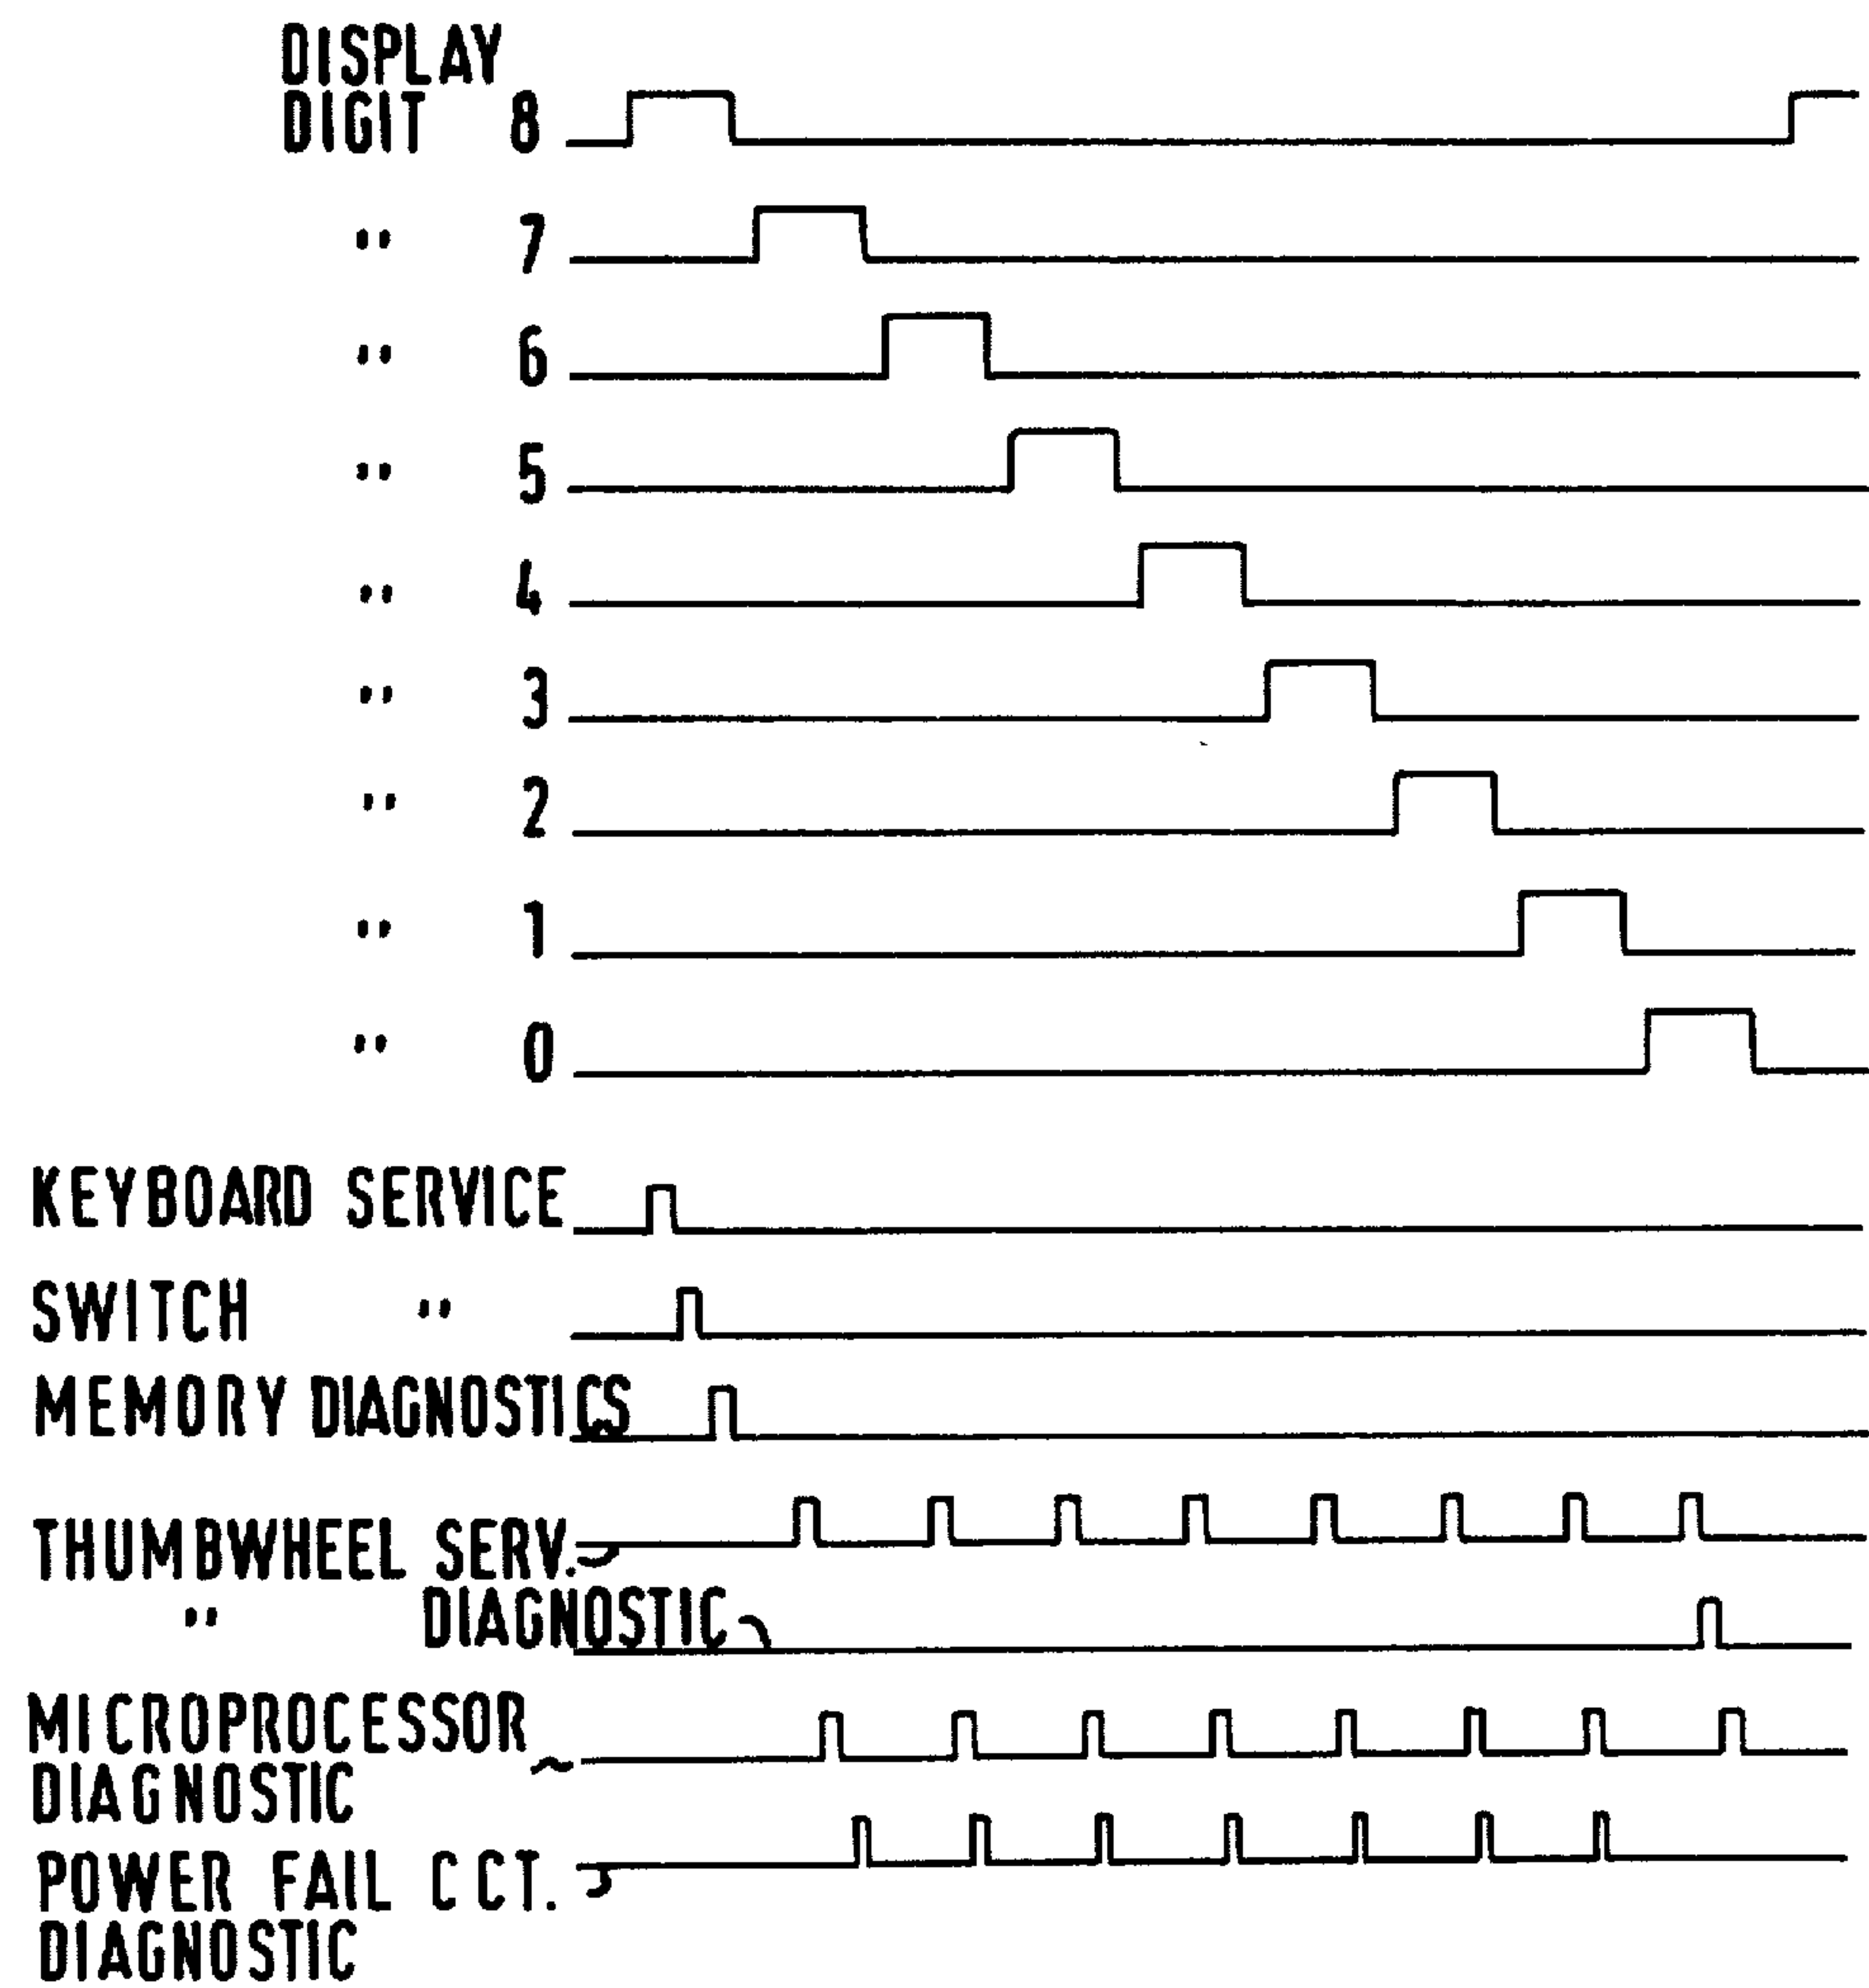 DISPLAY
DIGIT 8
" 7
" 6
" 5
" 4
" 3
" 2
" 1
" 0
KEYBOARD SERVICE
SWITCH "
MEMORY DIAGNOSTICS
THUMBWHEEL SERV.
" DIAGNOSTIC
MICROPROCESSOR
DIAGNOSTIC
POWER FAIL CCT.
DIAGNOSTIC